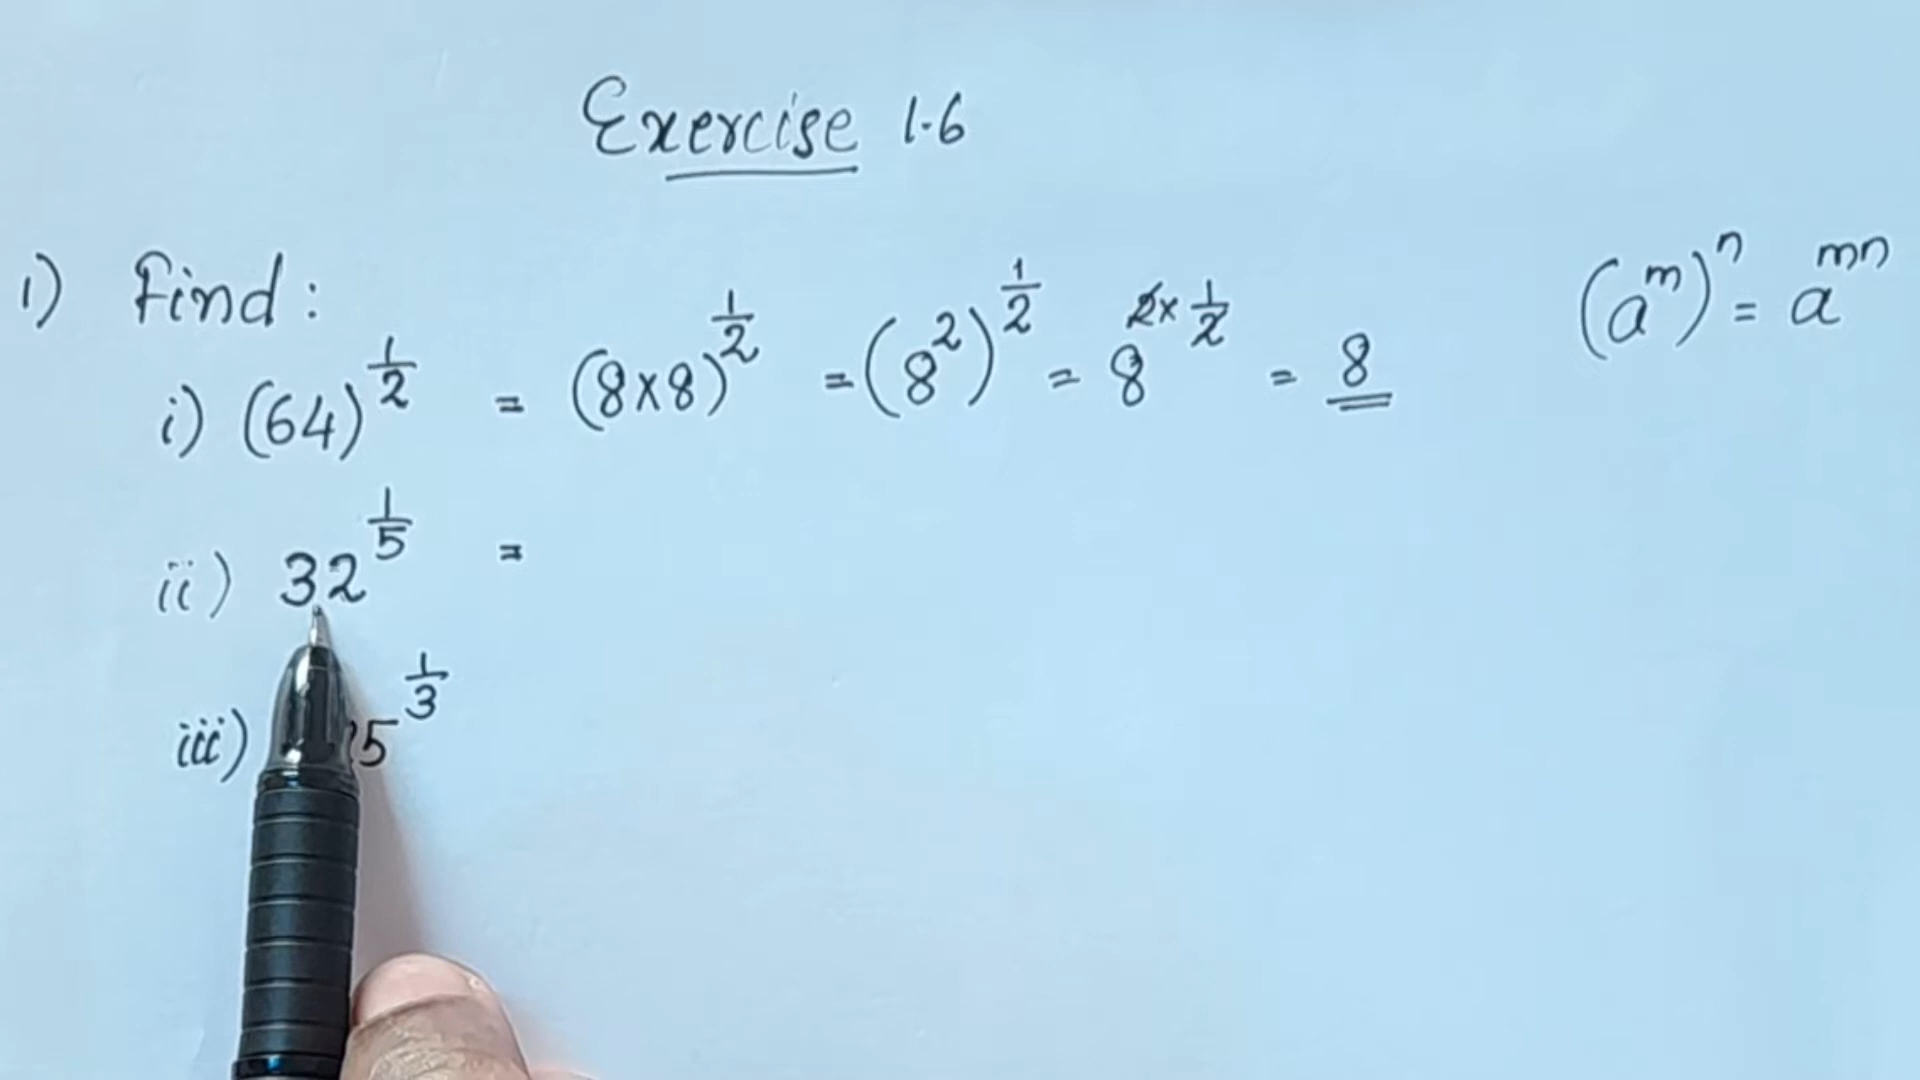 Exercise 1.6
1) Find:
i) (64)^{1/2} = (8×8)^{1/2} = (8^2)^{1/2} = 8^{2×1/2} = 8
(a^m)^n = a^{mn}
ii) 32^{1/5} =
iii) 5^{1/3}